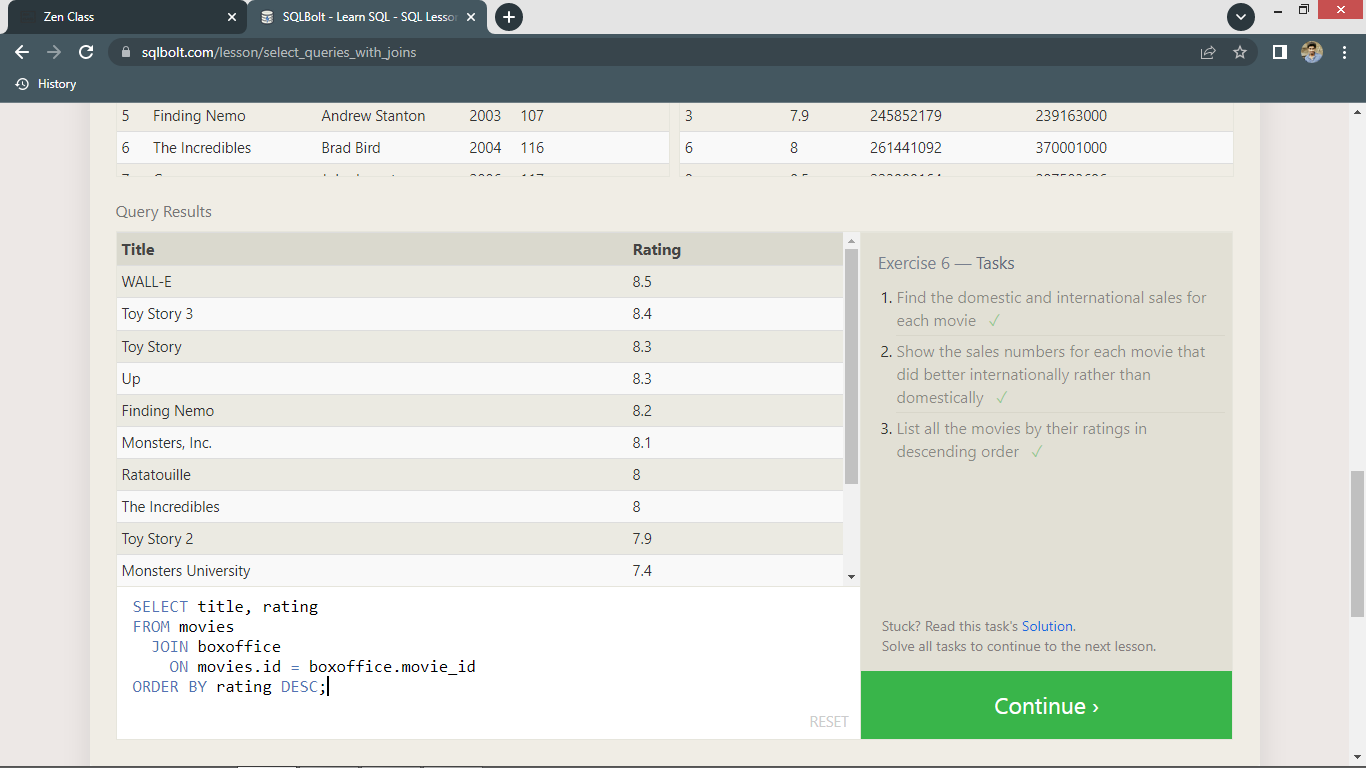 Zen Class
SQLBolt - Learn SQL - SQL Lesson
sqlbolt.com/lesson/select_queries_with_joins
History
5 Finding Nemo Andrew Stanton 2003 107 3 7.9 245852179 239163000
6 The Incredibles Brad Bird 2004 116 6 8 261441092 370001000
Query Results
Title Rating
WALL-E 8.5
Toy Story 3 8.4
Toy Story 8.3
Up 8.3
Finding Nemo 8.2
Monsters, Inc. 8.1
Ratatouille 8
The Incredibles 8
Toy Story 2 7.9
Monsters University 7.4
SELECT title, rating
FROM movies
JOIN boxoffice
ON movies.id = boxoffice.movie_id
ORDER BY rating DESC;
RESET
Exercise 6 — Tasks
1. Find the domestic and international sales for
each movie ✓
2. Show the sales numbers for each movie that
did better internationally rather than
domestically ✓
3. List all the movies by their ratings in
descending order ✓
Stuck? Read this task's Solution.
Solve all tasks to continue to the next lesson.
Continue ›